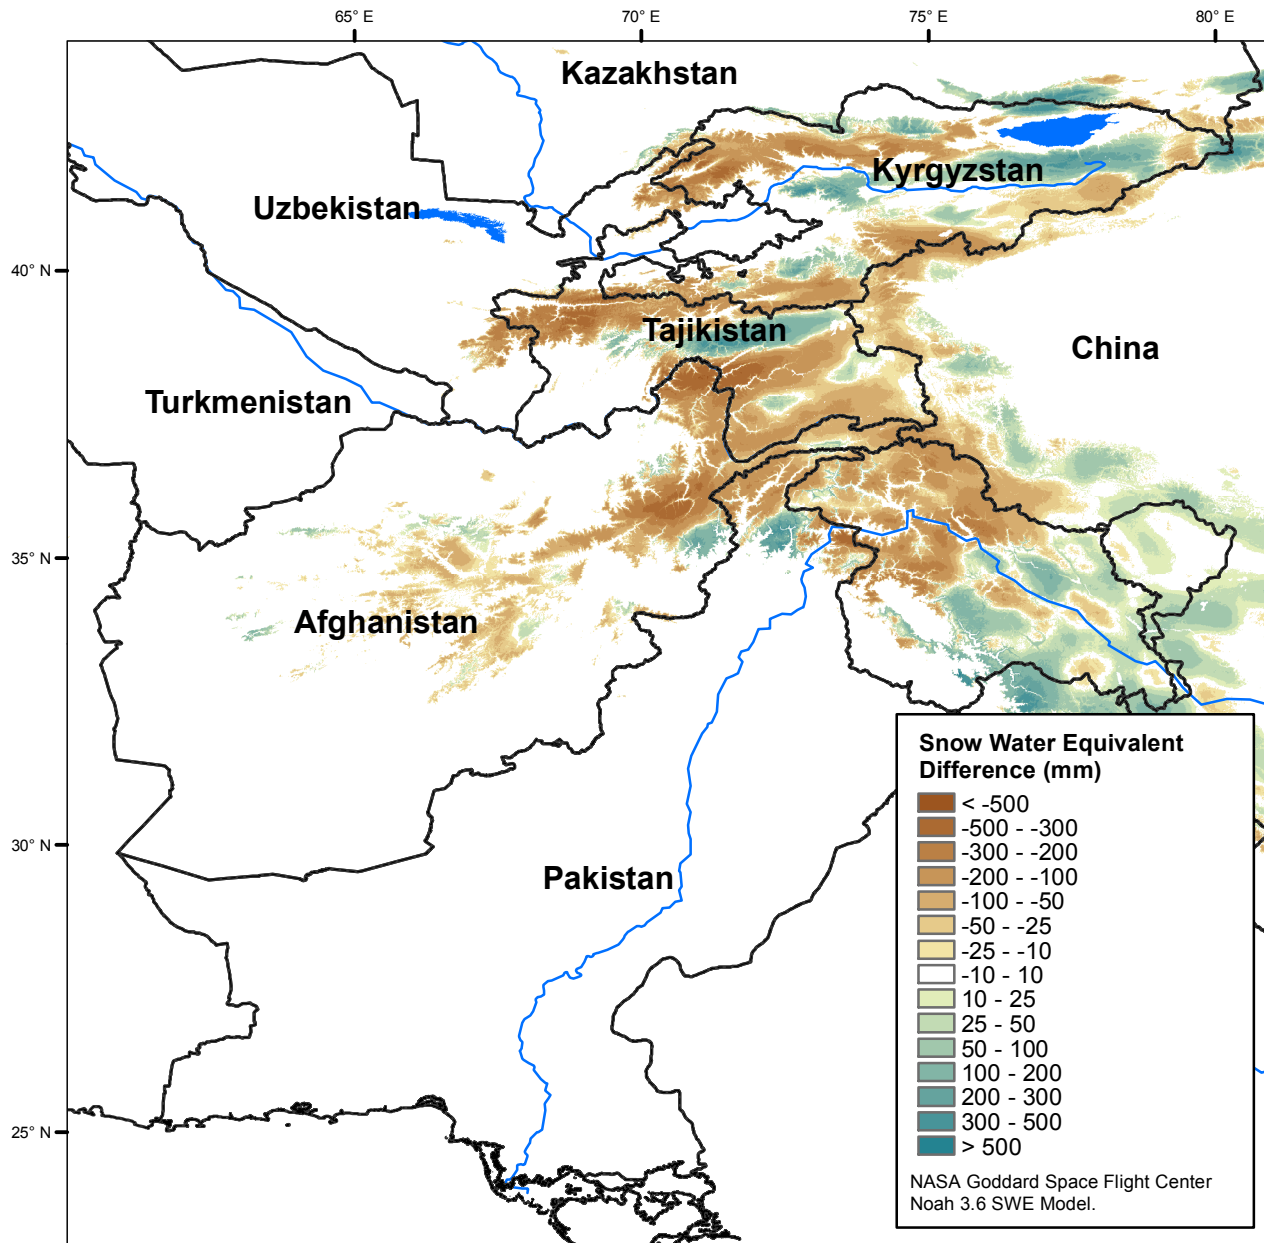 65° E
70° E
75° E
80° E
Kazakhstan
Kyrgyzstan
Uzbekistan
40° N
Tajikistan
China
Turkmenistan
35° N
Afghanistan
Snow Water Equivalent
Difference (mm)
< -500
-500 - -300
-300 - -200
-200 - -100
-100 - -50
-50 - -25
-25 - -10
-10 - 10
10 - 25
25 - 50
50 - 100
100 - 200
200 - 300
300 - 500
> 500
NASA Goddard Space Flight Center
Noah 3.6 SWE Model.
30° N
Pakistan
25° N